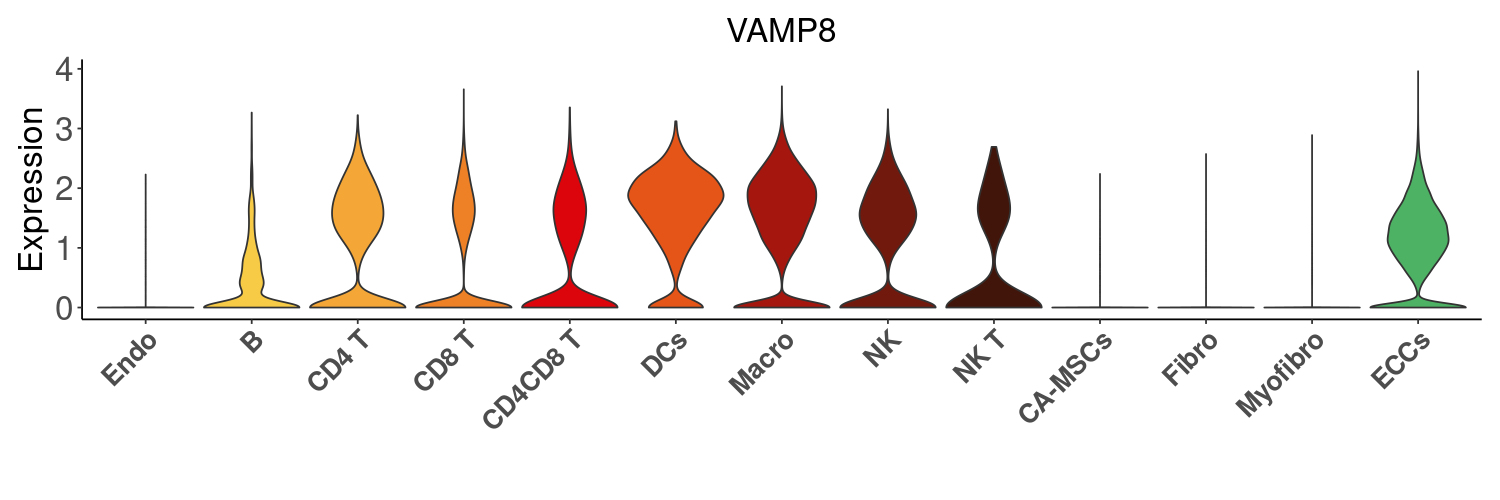 VAMP8
Expression
4
3
2
1
0
Endo
B
CD4 T
CD8 T
CD4CD8 T
DCs
Macro
NK
NK T
CA-MSCs
Fibro
Myofibro
ECCs